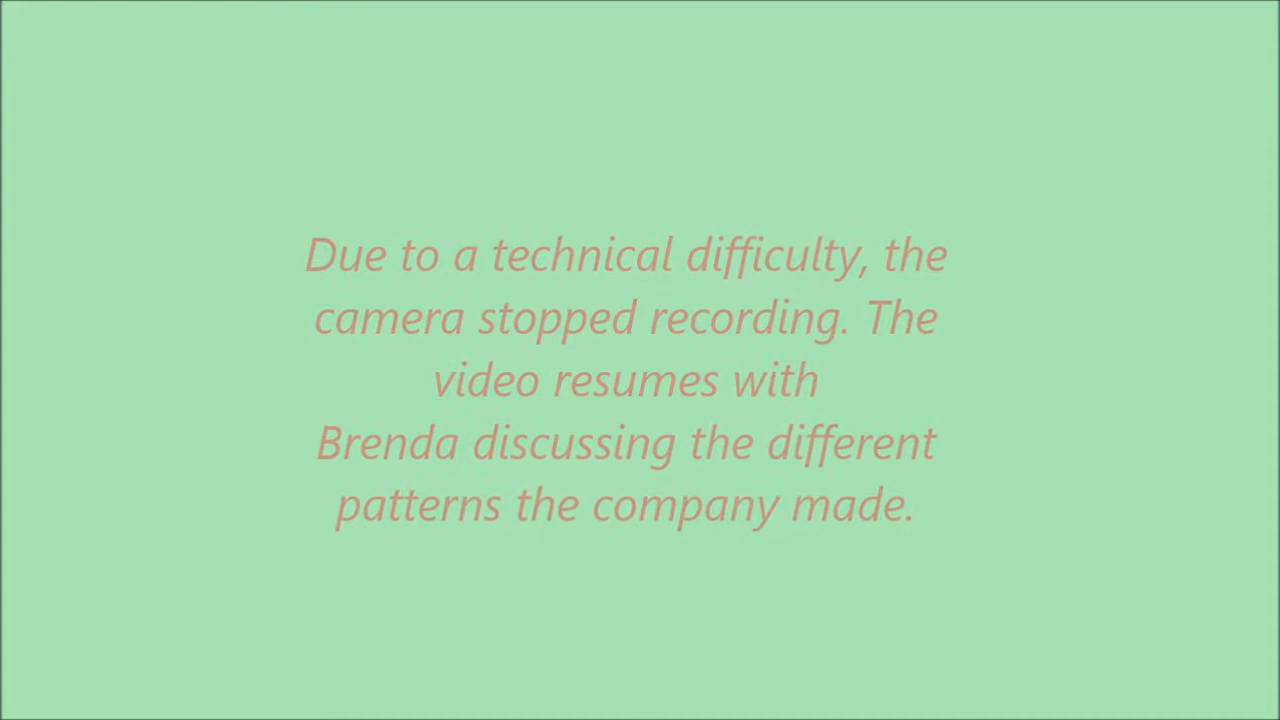 Due to a technical difficulty, the
camera stopped recording. The
video resumes with
Brenda discussing the different
patterns the company made.